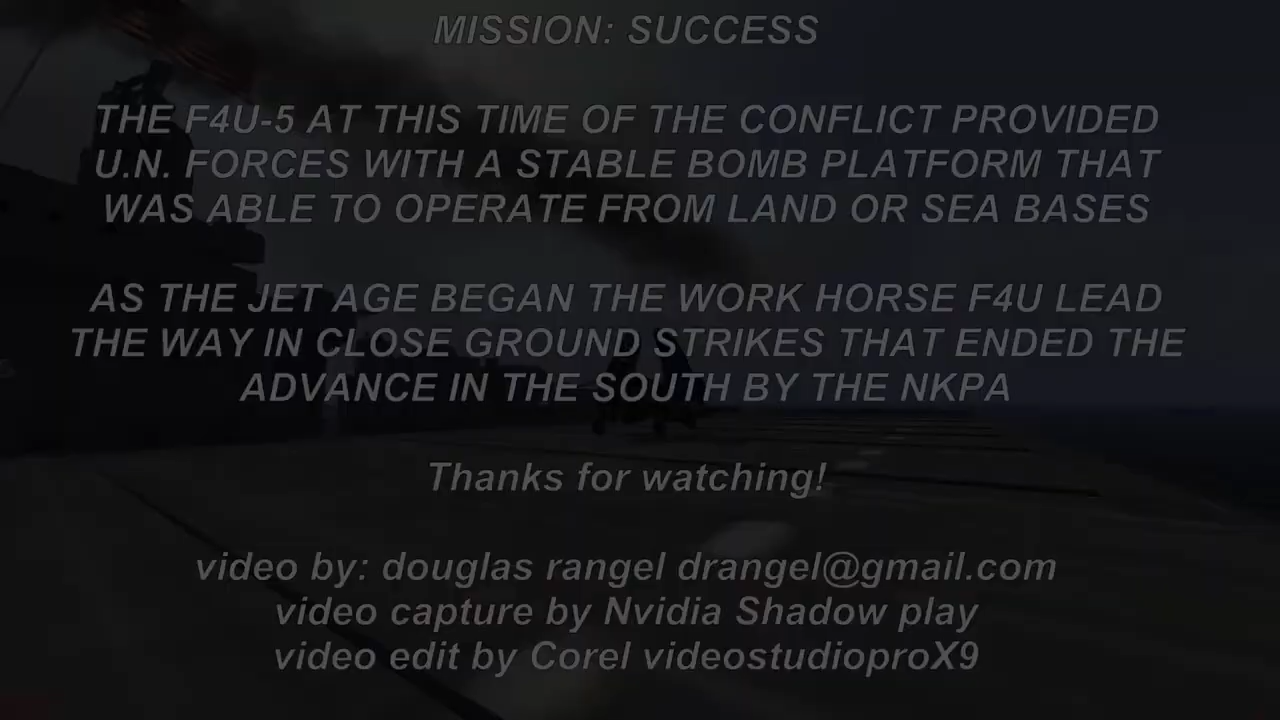 MISSION: SUCCESS
THE F4U-5 AT THIS TIME OF THE CONFLICT PROVIDED
U.N. FORCES WITH A STABLE BOMB PLATFORM THAT
WAS ABLE TO OPERATE FROM LAND OR SEA BASES
AS THE JET AGE BEGAN THE WORK HORSE F4U LEAD
THE WAY IN CLOSE GROUND STRIKES THAT ENDED THE
ADVANCE IN THE SOUTH BY THE NKPA
Thanks for watching!
video by: douglas rangel drangel@gmail.com
video capture by Nvidia Shadow play
video edit by Corel videostudioproX9